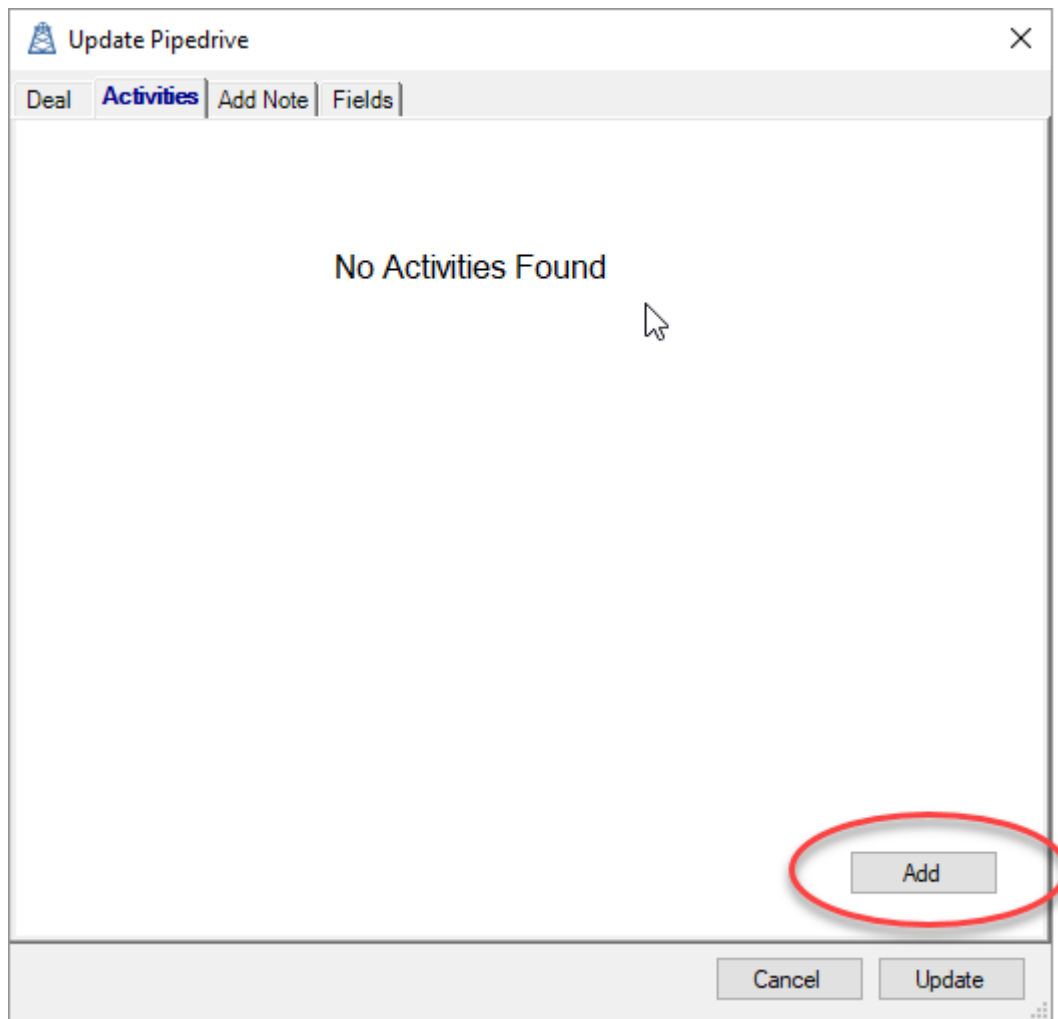 Update Pipedrive
Deal Activities Add Note Fields
No Activities Found
Add
Cancel Update